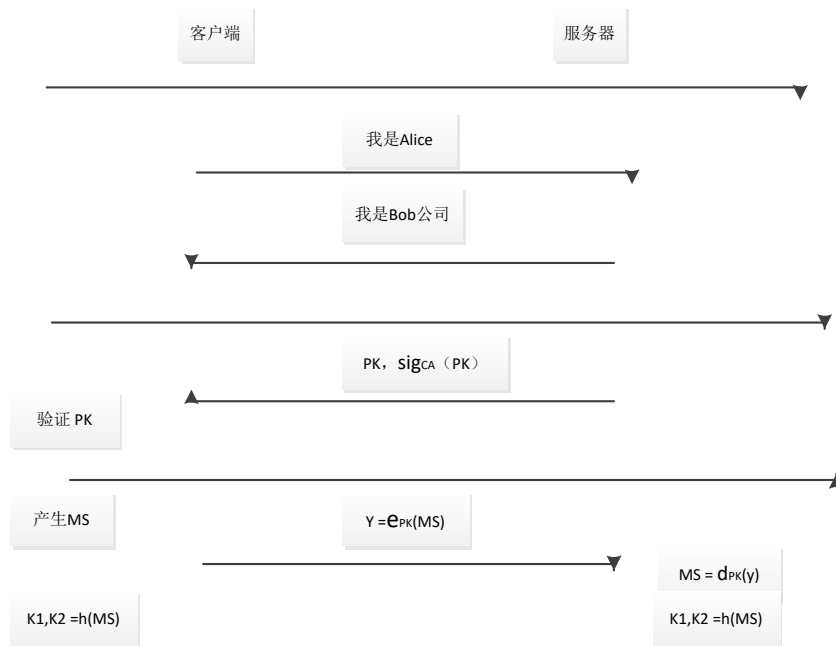 客户端
服务器
我是Alice
我是Bob公司
PK，sigCA（PK）
验证 PK
产生MS
Y =ePK(MS)
MS = dPK(y)
K1,K2 =h(MS)
K1,K2 =h(MS)